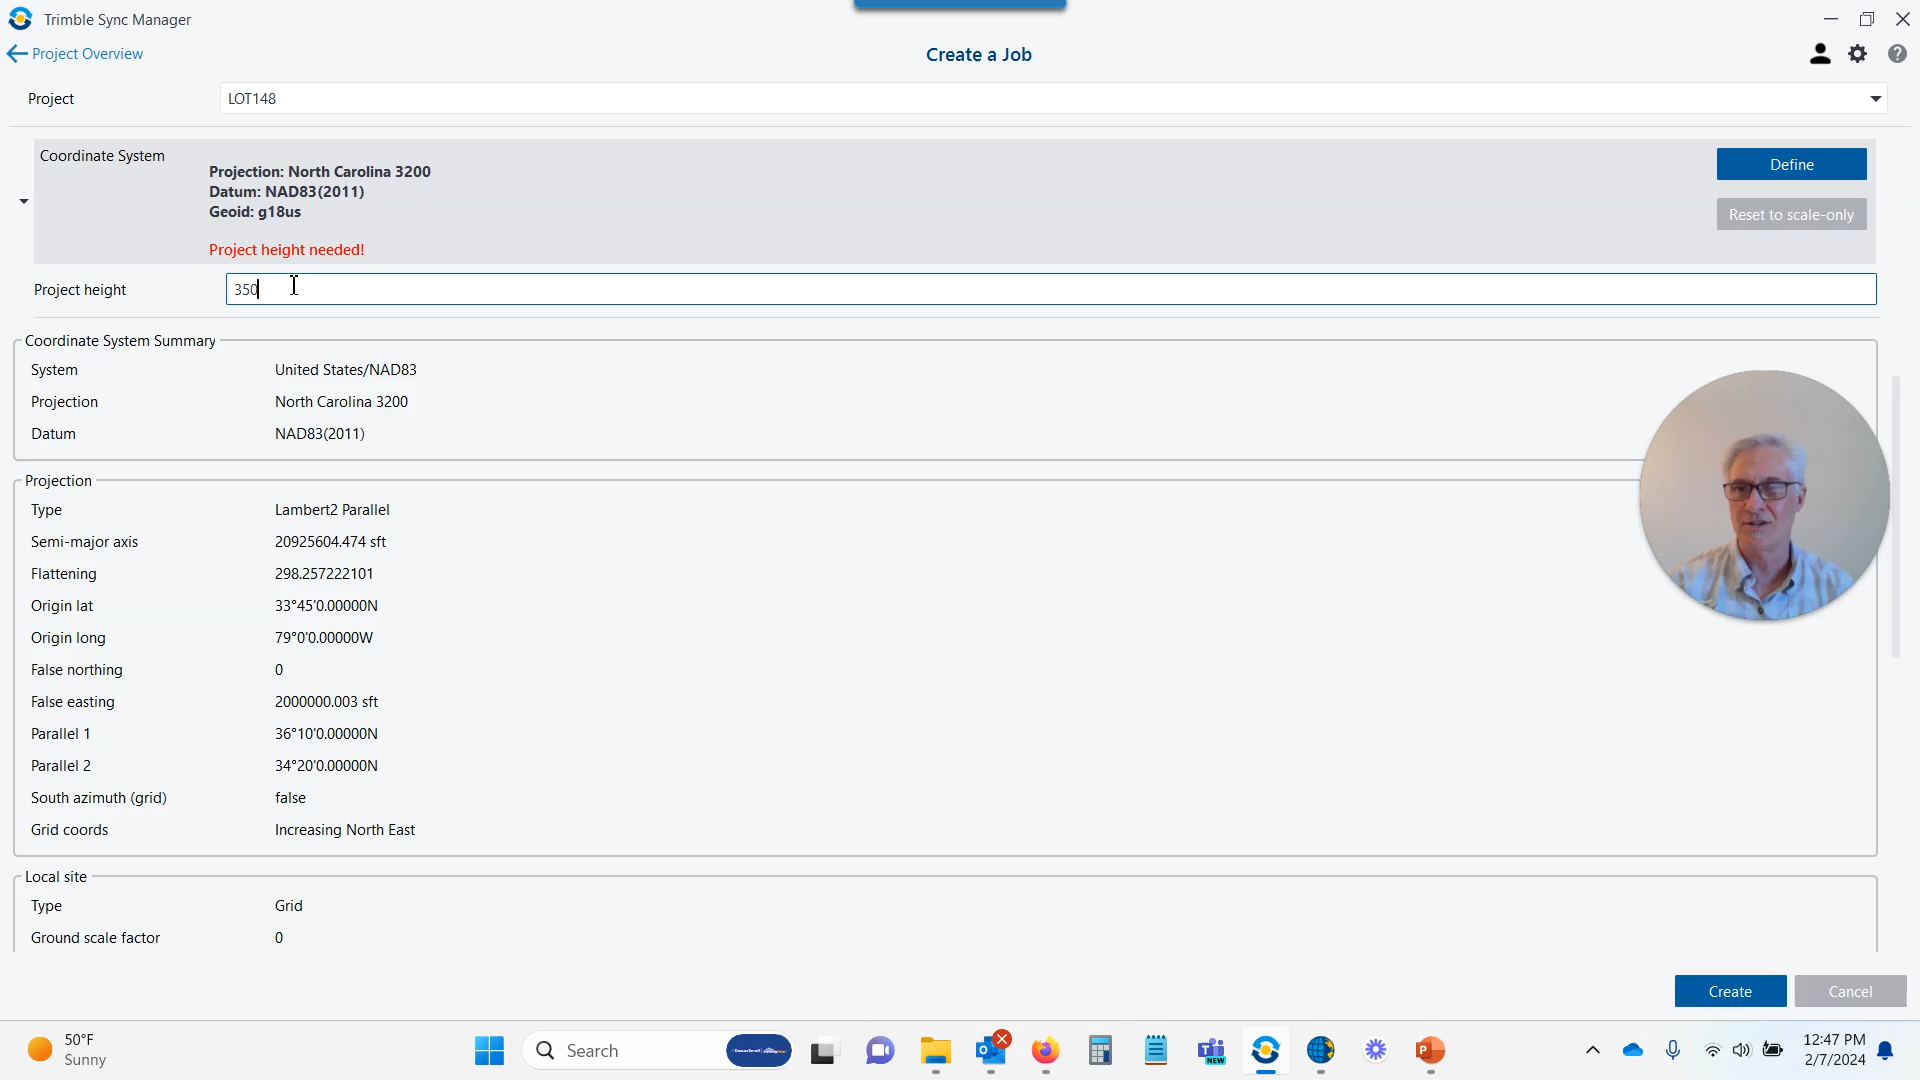 Trimble Sync Manager
Project Overview
Create a Job
Project
LOT148
Coordinate System
Projection: North Carolina 3200
Datum: NAD83(2011)
Geoid: g18us
Project height needed!
Define
Reset to scale-only
Project height
350
Coordinate System Summary
System United States/NAD83
Projection North Carolina 3200
Datum NAD83(2011)
Projection
Type Lambert2 Parallel
Semi-major axis 20925604.474 sft
Flattening 298.257222101
Origin lat 33°45'0.00000N
Origin long 79°0'0.00000W
False northing 0
False easting 2000000.003 sft
Parallel 1 36°10'0.00000N
Parallel 2 34°20'0.00000N
South azimuth (grid) false
Grid coords Increasing North East
Local site
Type Grid
Ground scale factor 0
Create
Cancel
50°F
Sunny
Search
NEW
12:47 PM
2/7/2024